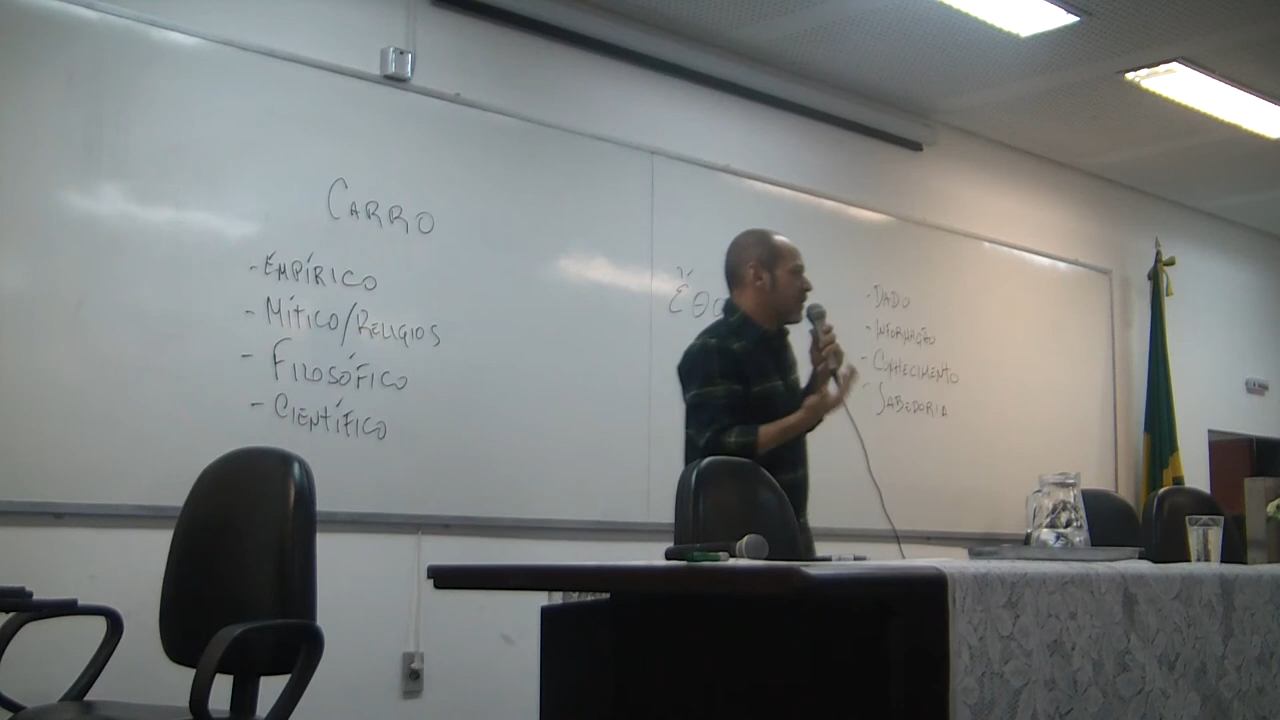 CARRO
- EMPÍRICO
- MÍTICO/RELIGIOS
- FILOSÓFICO
- CIENTÍFICO
- DADO
- INFORMAÇÃO
- CONHECIMENTO
- SABEDORIA